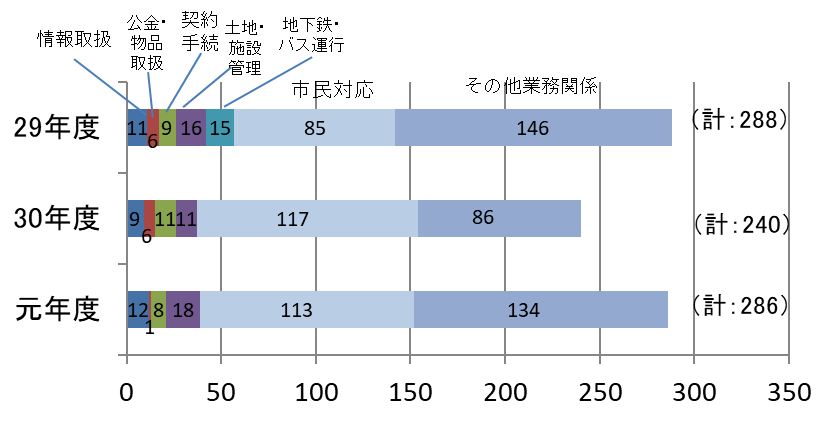 情報取扱
公金・
物品
取扱
契約
手続
土地・
施設
管理
地下鉄・
バス運行
市民対応
その他業務関係
29年度
11
6
9
16
15
85
146
（計：288）
30年度
9
6
11
11
117
86
（計：240）
元年度
12
1
8
18
113
134
（計：286）
0 50 100 150 200 250 300 350